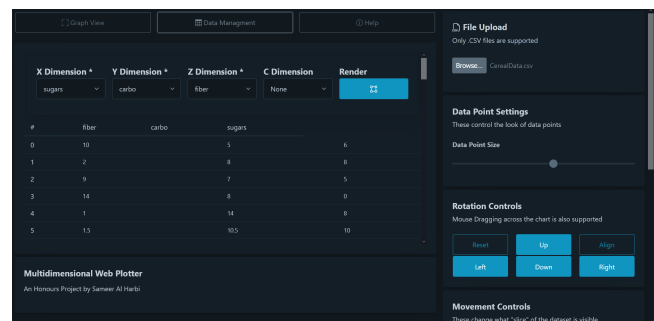 Graph View
Data Managment
Help
X Dimension * Y Dimension * Z Dimension * C Dimension Render
sugars carbo fiber None
# fiber carbo sugars
0 10 5 6
1 2 8 8
2 9 7 5
3 14 8 0
4 1 14 8
5 1.5 10.5 10
Multidimensional Web Plotter
An Honours Project by Sameer Al Harbi
File Upload
Only .CSV files are supported
Browse... CerealData.csv
Data Point Settings
These control the look of data points
Data Point Size
Rotation Controls
Mouse Dragging across the chart is also supported
Reset Up Align
Left Down Right
Movement Controls
These change what "slice" of the dataset is visible